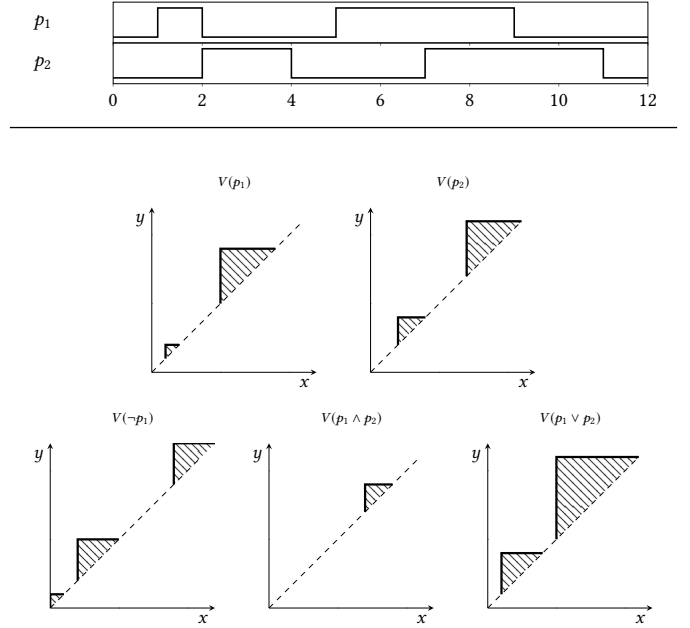 p₁
p₂
0 2 4 6 8 10 12
V(p₁) V(p₂)
y y
x x
V(¬p₁) V(p₁ ∧ p₂) V(p₁ ∨ p₂)
y y y
x x x